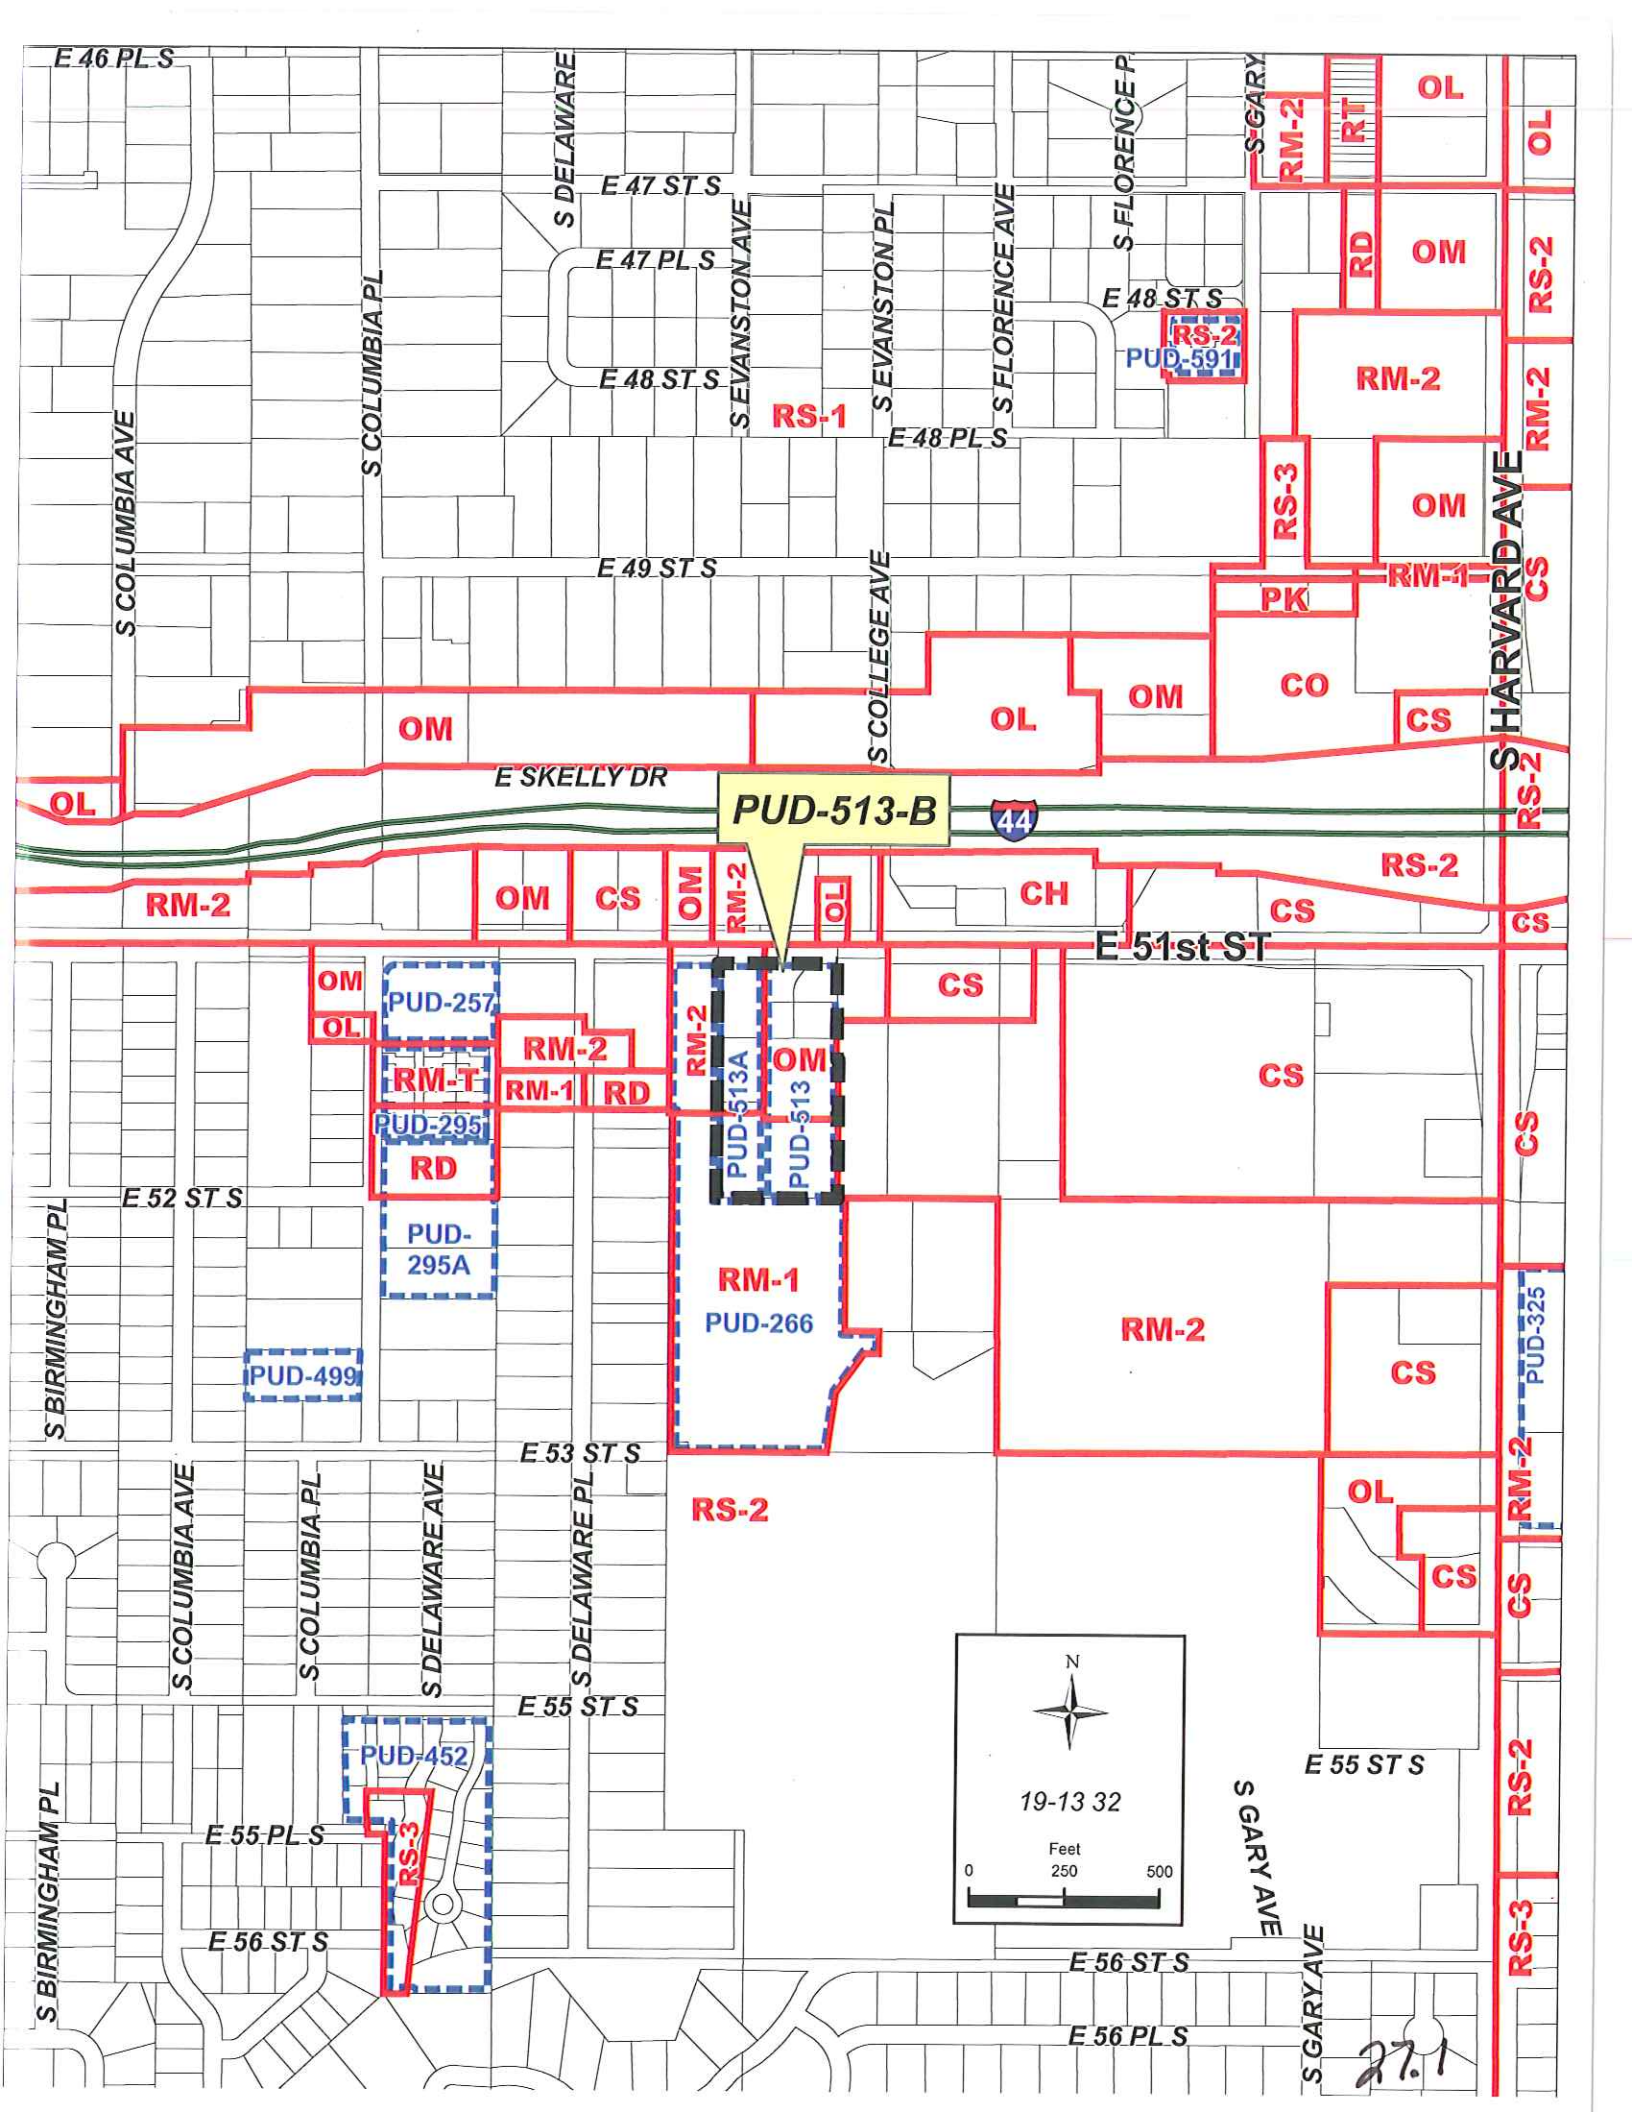 E 46 PL S
S DELAWARE
S FLORENCE P
S GARY
RM-2
RT
OL
OL
E 47 ST S
E 47 PL S
S COLUMBIA PL
S EVANSTON AVE
S EVANSTON PL
S FLORENCE AVE
RD
OM
RS-2
E 48 ST S
RS-2
PUD-591
E 48 ST S
RS-1
RM-2
RM-2
E 48 PL S
S COLUMBIA AVE
RS-3
OM
S HARVARD AVE
E 49 ST S
S COLLEGE AVE
RM-1
CS
PK
CO
OM
OL
OM
CS
E SKELLY DR
OL
PUD-513-B
44
RS-2
RS-2
RM-2
OM
CS
OM
RM-2
OL
CH
CS
CS
E 51st ST
OM
PUD-257
CS
OL
RM-2
RM-2
OM
RM-T
RM-1
RD
PUD-513A
PUD-513
CS
PUD-295
RD
CS
E 52 ST S
S BIRMINGHAM PL
PUD-
295A
RM-1
PUD-266
RM-2
PUD-325
PUD-499
CS
E 53 ST S
RM-2
S COLUMBIA AVE
S COLUMBIA PL
S DELAWARE AVE
S DELAWARE PL
RS-2
OL
CS
CS
N
E 55 ST S
PUD-452
E 55 ST S
RS-2
19-13 32
S BIRMINGHAM PL
E 55 PL S
RS-3
Feet
0 250 500
S GARY AVE
E 56 ST S
RS-3
E 56 ST S
S GARY AVE
E 56 PL S
27.1